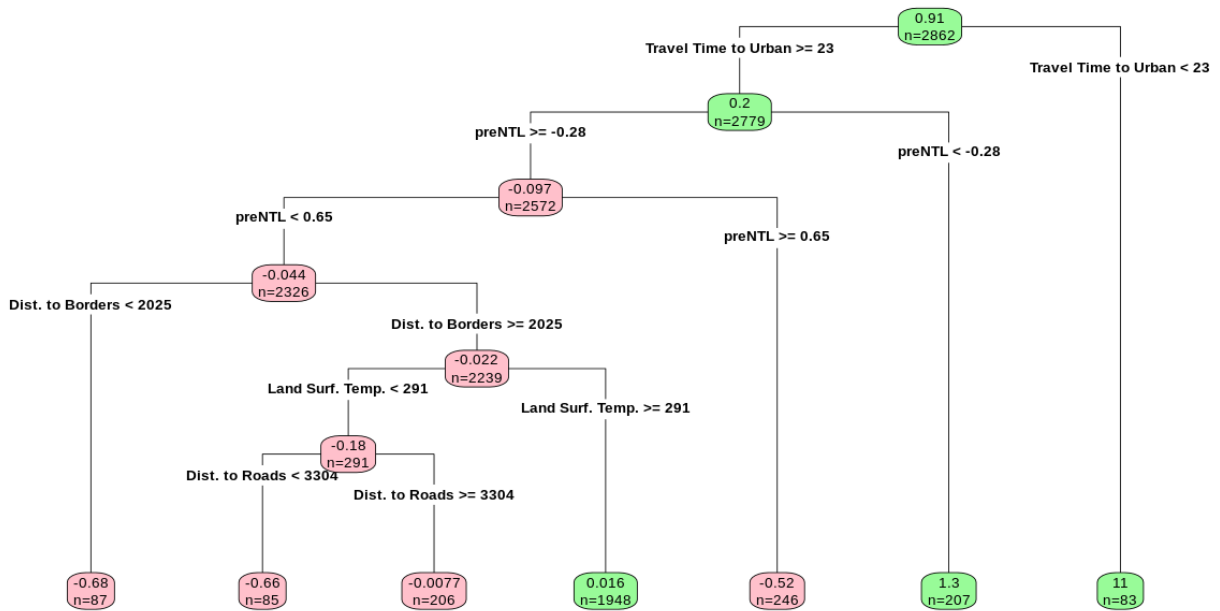 0.91
n=2862
Travel Time to Urban >= 23
Travel Time to Urban < 23
0.2
n=2779
preNTL >= -0.28
preNTL < -0.28
-0.097
n=2572
preNTL < 0.65
preNTL >= 0.65
-0.044
n=2326
Dist. to Borders < 2025
Dist. to Borders >= 2025
-0.022
n=2239
Land Surf. Temp. < 291
Land Surf. Temp. >= 291
-0.18
n=291
Dist. to Roads < 3304
Dist. to Roads >= 3304
-0.68
n=87
-0.66
n=85
-0.0077
n=206
0.016
n=1948
-0.52
n=246
1.3
n=207
11
n=83